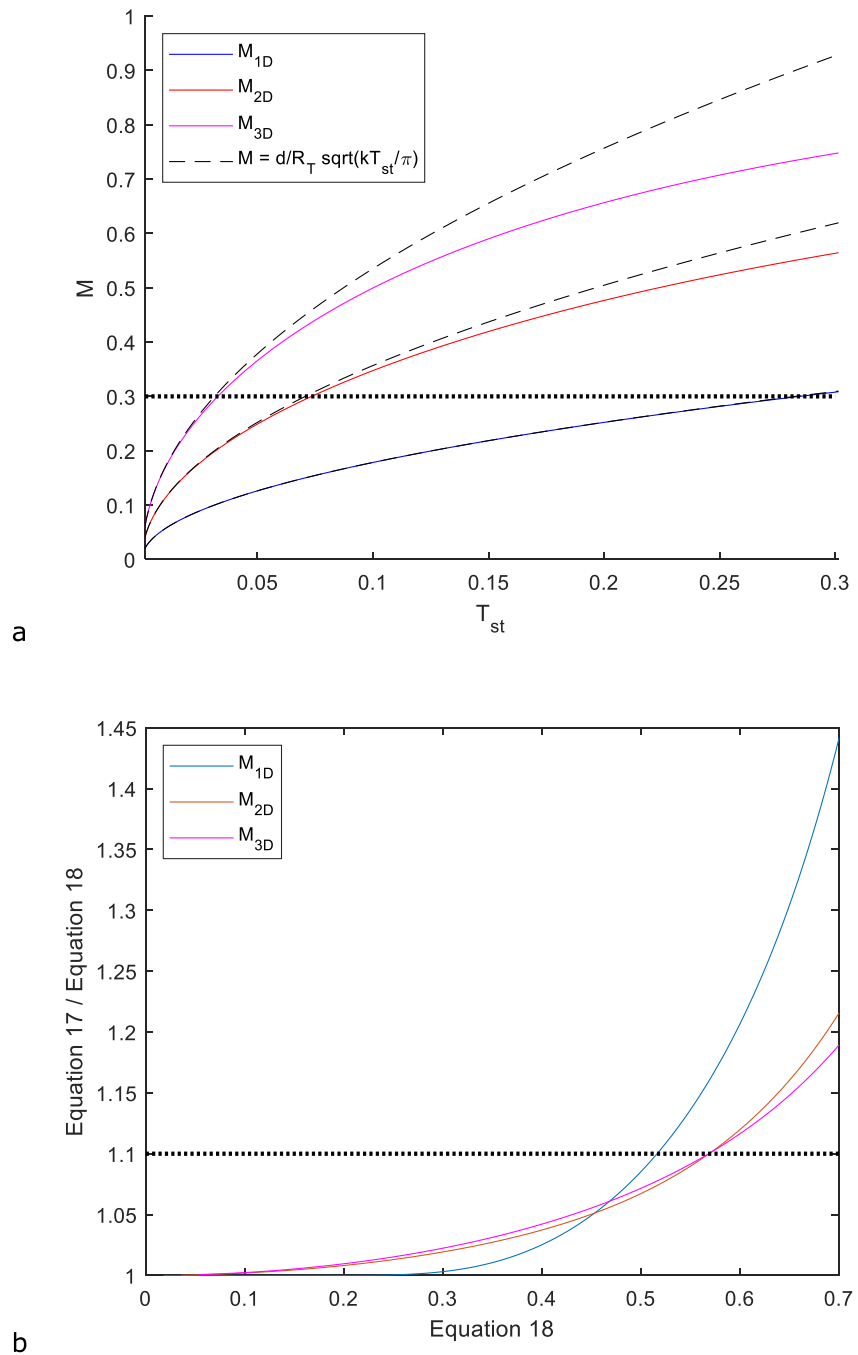 1
0.9
0.8
0.7
0.6
0.5
0.4
0.3
0.2
0.1
0
M
M1D
M2D
M3D
M = d/RT sqrt(kTst/π)
0.05 0.1 0.15 0.2 0.25 0.3
Tst
a
1.45
1.4
1.35
1.3
1.25
1.2
1.15
1.1
1.05
1
Equation 17 / Equation 18
M1D
M2D
M3D
0 0.1 0.2 0.3 0.4 0.5 0.6 0.7
Equation 18
b